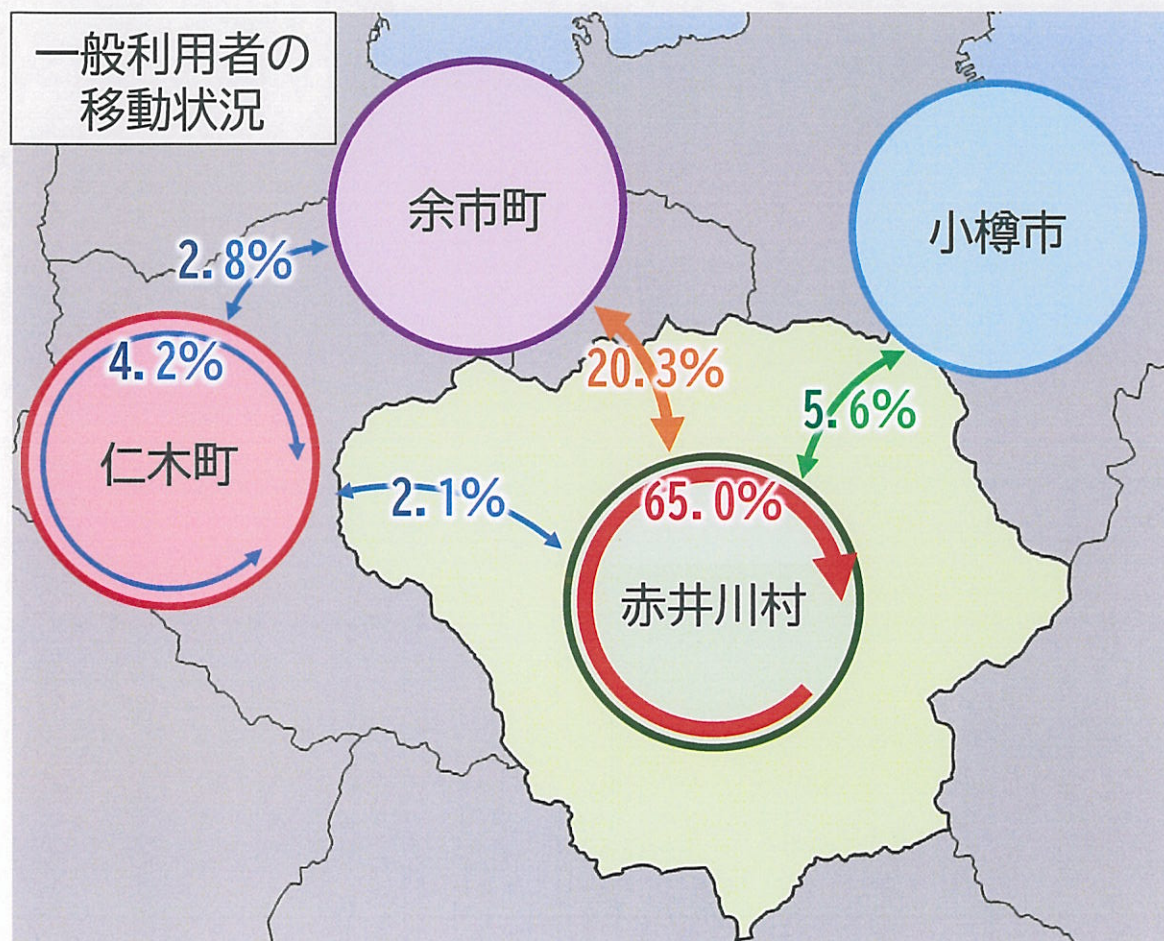 一般利用者の
移動状況
余市町
小樽市
2.8%
4.2%
20.3%
5.6%
仁木町
2.1%
65.0%
赤井川村